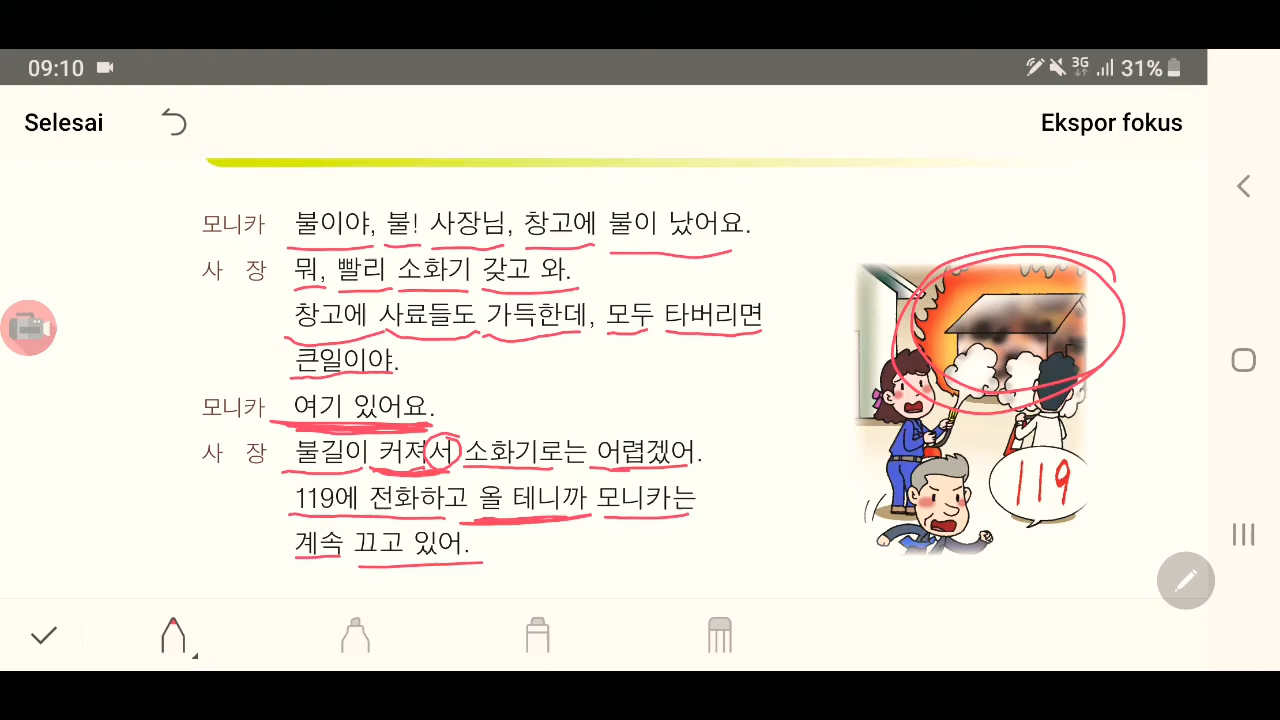 09:10
3G
31%
Selesai
Ekspor fokus
모니카 불이야, 불! 사장님, 창고에 불이 났어요.
사 장 뭐, 빨리 소화기 갖고 와.
창고에 사료들도 가득한데, 모두 타버리면
큰일이야.
모니카 여기 있어요.
사 장 불길이 커져서 소화기로는 어렵겠어.
119에 전화하고 올 테니까 모니카는
계속 끄고 있어.
119